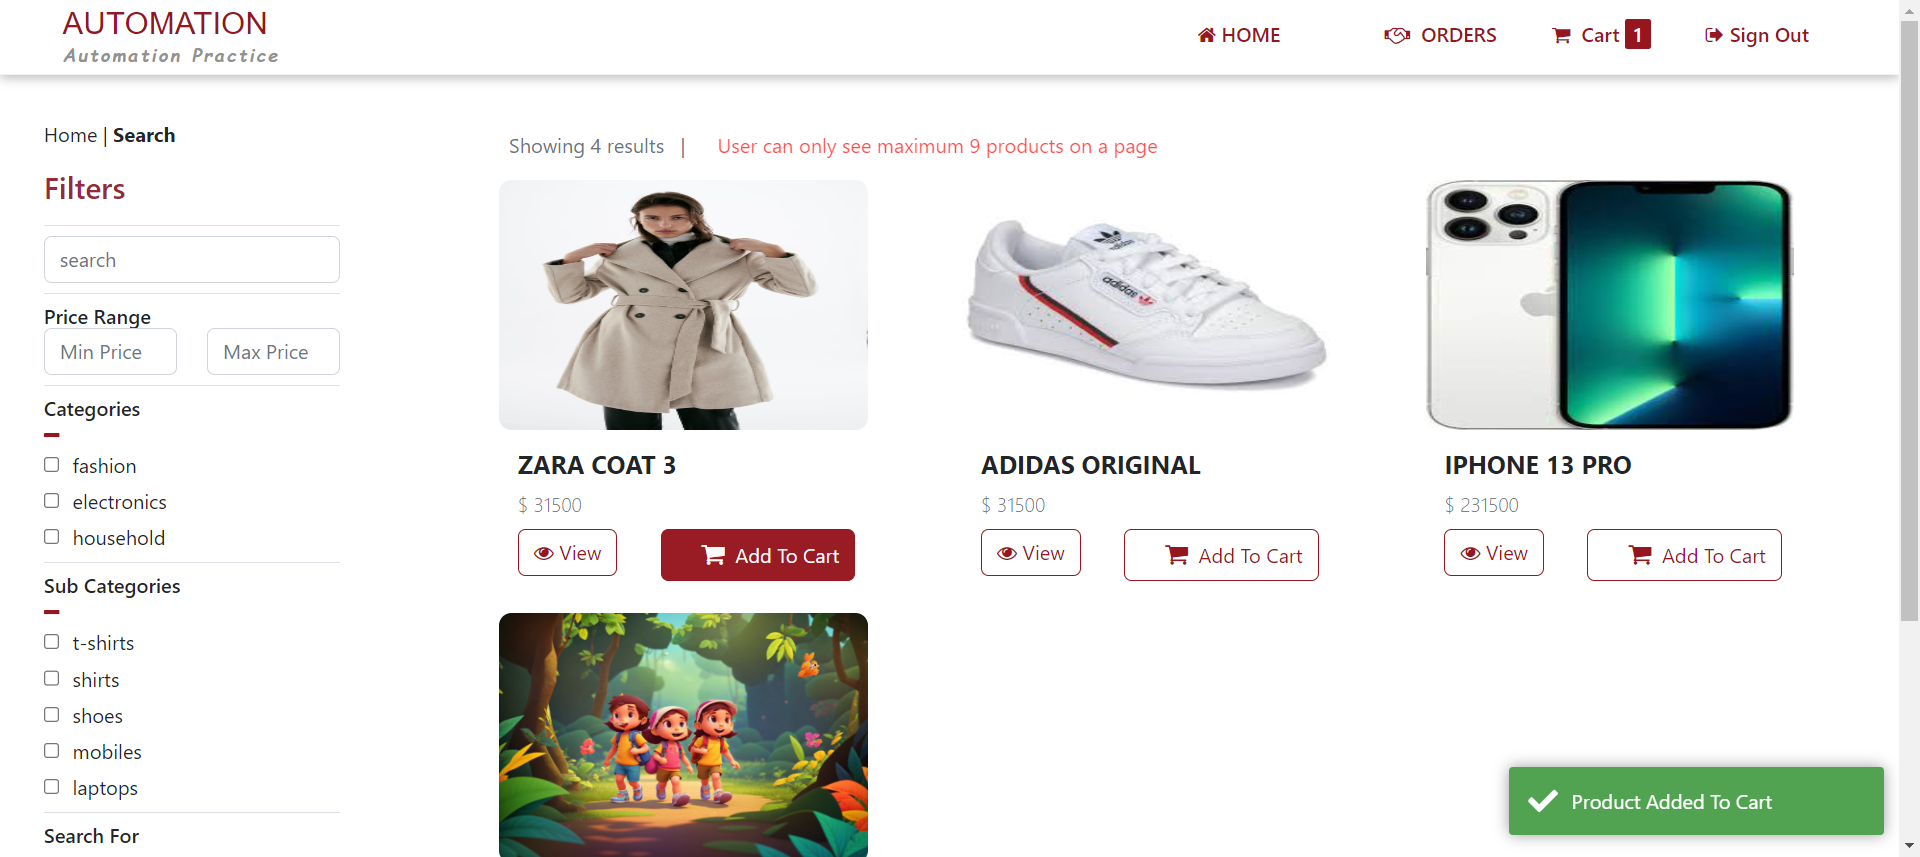 AUTOMATION
Automation Practice
HOME
ORDERS
Cart 1
Sign Out
Home | Search
Filters
search
Price Range
Min Price
Max Price
Categories
fashion
electronics
household
Sub Categories
t-shirts
shirts
shoes
mobiles
laptops
Search For
Showing 4 results |
User can only see maximum 9 products on a page
adidas
adidas
ZARA COAT 3
$ 31500
View
Add To Cart
ADIDAS ORIGINAL
$ 31500
View
Add To Cart
IPHONE 13 PRO
$ 231500
View
Add To Cart
Product Added To Cart